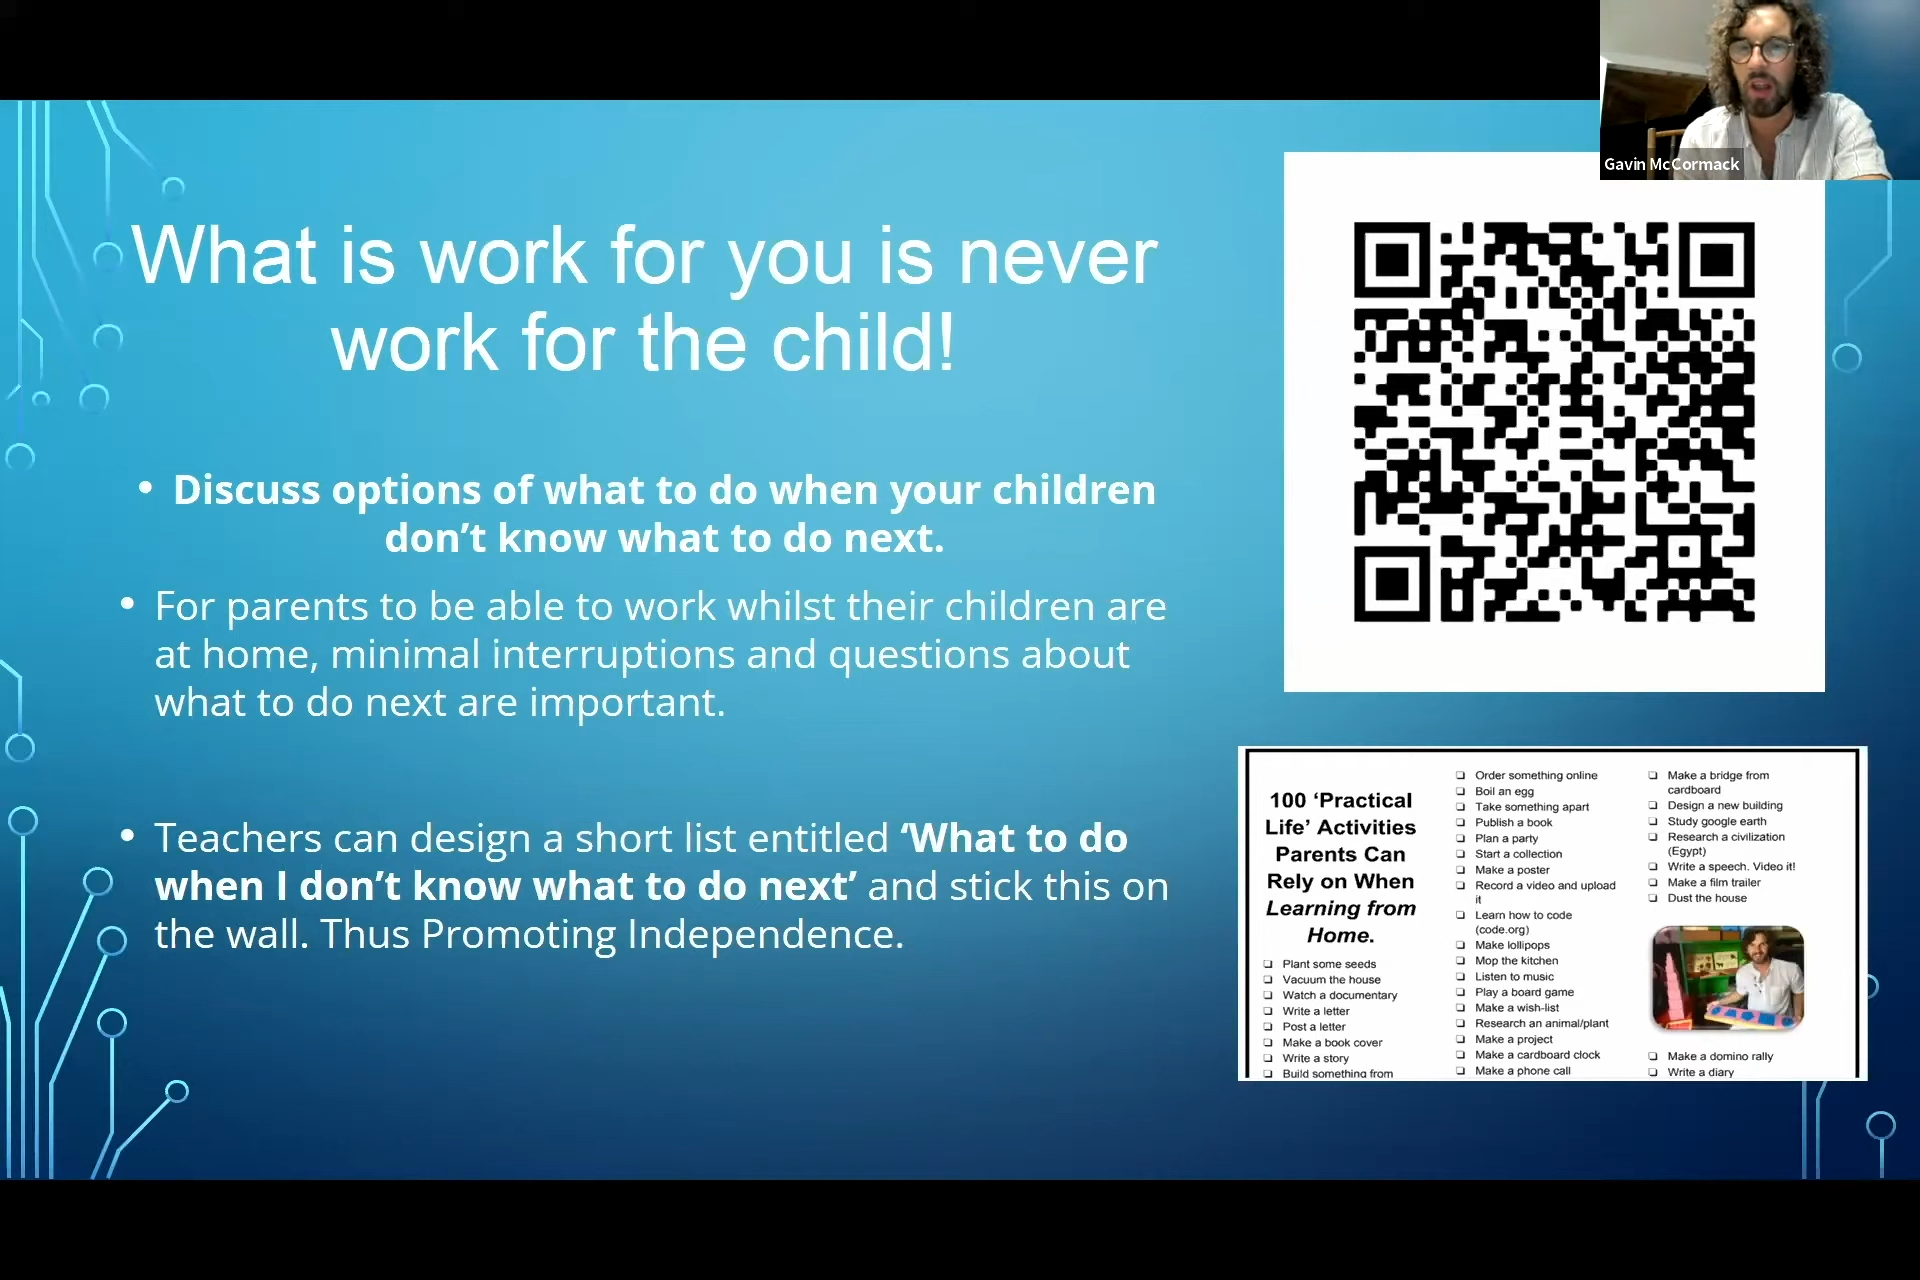 Gavin McCormack
What is work for you is never
work for the child!
• Discuss options of what to do when your children
don’t know what to do next.
• For parents to be able to work whilst their children are
at home, minimal interruptions and questions about
what to do next are important.
• Teachers can design a short list entitled ‘What to do
when I don’t know what to do next’ and stick this on
the wall. Thus Promoting Independence.
100 ‘Practical
Life’ Activities
Parents Can
Rely on When
Learning from
Home.
❑ Plant some seeds
❑ Vacuum the house
❑ Watch a documentary
❑ Write a letter
❑ Post a letter
❑ Make a book cover
❑ Write a story
❑ Build something from
❑ Order something online
❑ Boil an egg
❑ Take something apart
❑ Publish a book
❑ Plan a party
❑ Start a collection
❑ Make a poster
❑ Record a video and upload
it
❑ Learn how to code
(code.org)
❑ Make lollipops
❑ Mop the kitchen
❑ Listen to music
❑ Play a board game
❑ Make a wish-list
❑ Research an animal/plant
❑ Make a project
❑ Make a cardboard clock
❑ Make a phone call
❑ Make a bridge from
cardboard
❑ Design a new building
❑ Study google earth
❑ Research a civilization
(Egypt)
❑ Write a speech. Video it!
❑ Make a film trailer
❑ Dust the house
❑ Make a domino rally
❑ Write a diary